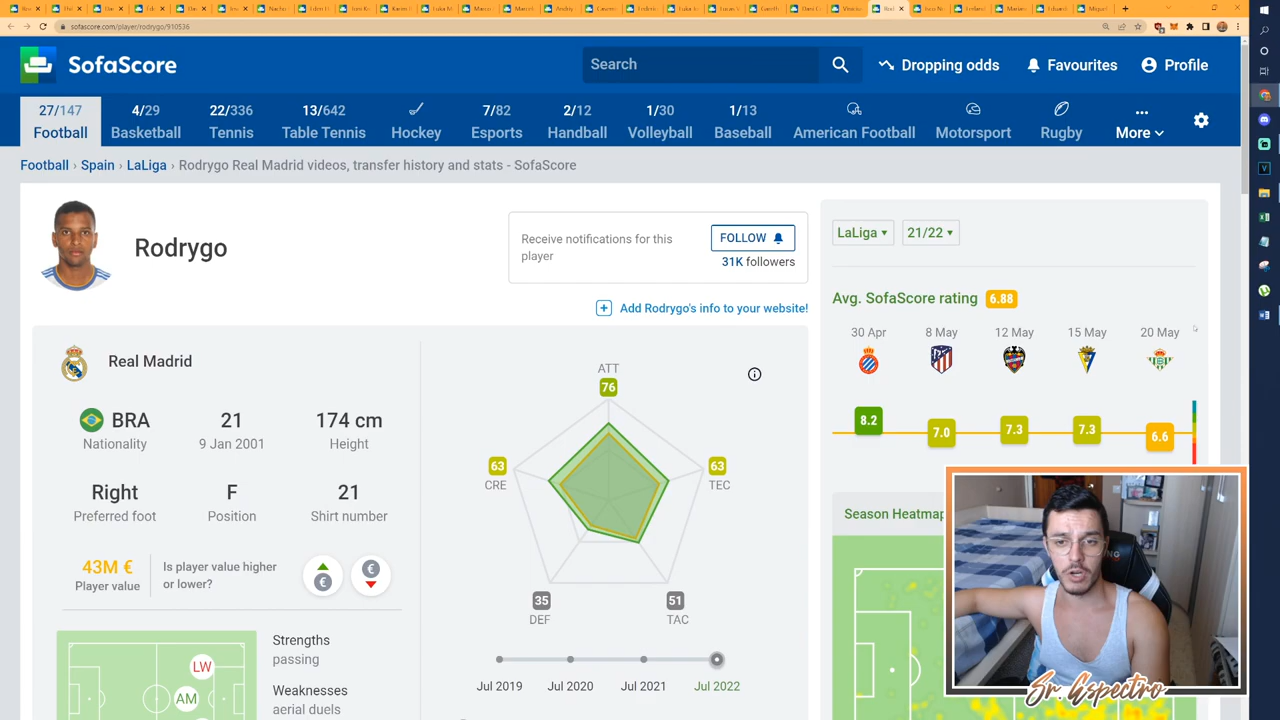 sofascore.com/player/rodrygo/910536
SofaScore
Search
Dropping odds
Favourites
Profile
27/147
4/29
22/336
13/642
7/82
2/12
1/30
1/13
Football
Basketball
Tennis
Table Tennis
Hockey
Esports
Handball
Volleyball
Baseball
American Football
Motorsport
Rugby
More
Football › Spain › LaLiga › Rodrygo Real Madrid videos, transfer history and stats - SofaScore
Rodrygo
Receive notifications for this
player
FOLLOW
31K followers
Add Rodrygo's info to your website!
Real Madrid
BRA
Nationality
21
9 Jan 2001
174 cm
Height
Right
Preferred foot
F
Position
21
Shirt number
43M €
Player value
Is player value higher
or lower?
LW
AM
Strengths
passing
Weaknesses
aerial duels
ATT
76
63
CRE
63
TEC
35
DEF
51
TAC
Jul 2019
Jul 2020
Jul 2021
Jul 2022
LaLiga
21/22
Avg. SofaScore rating 6.88
30 Apr
8 May
12 May
15 May
20 May
8.2
7.0
7.3
7.3
6.6
Season Heatmap
Sr. Espectro